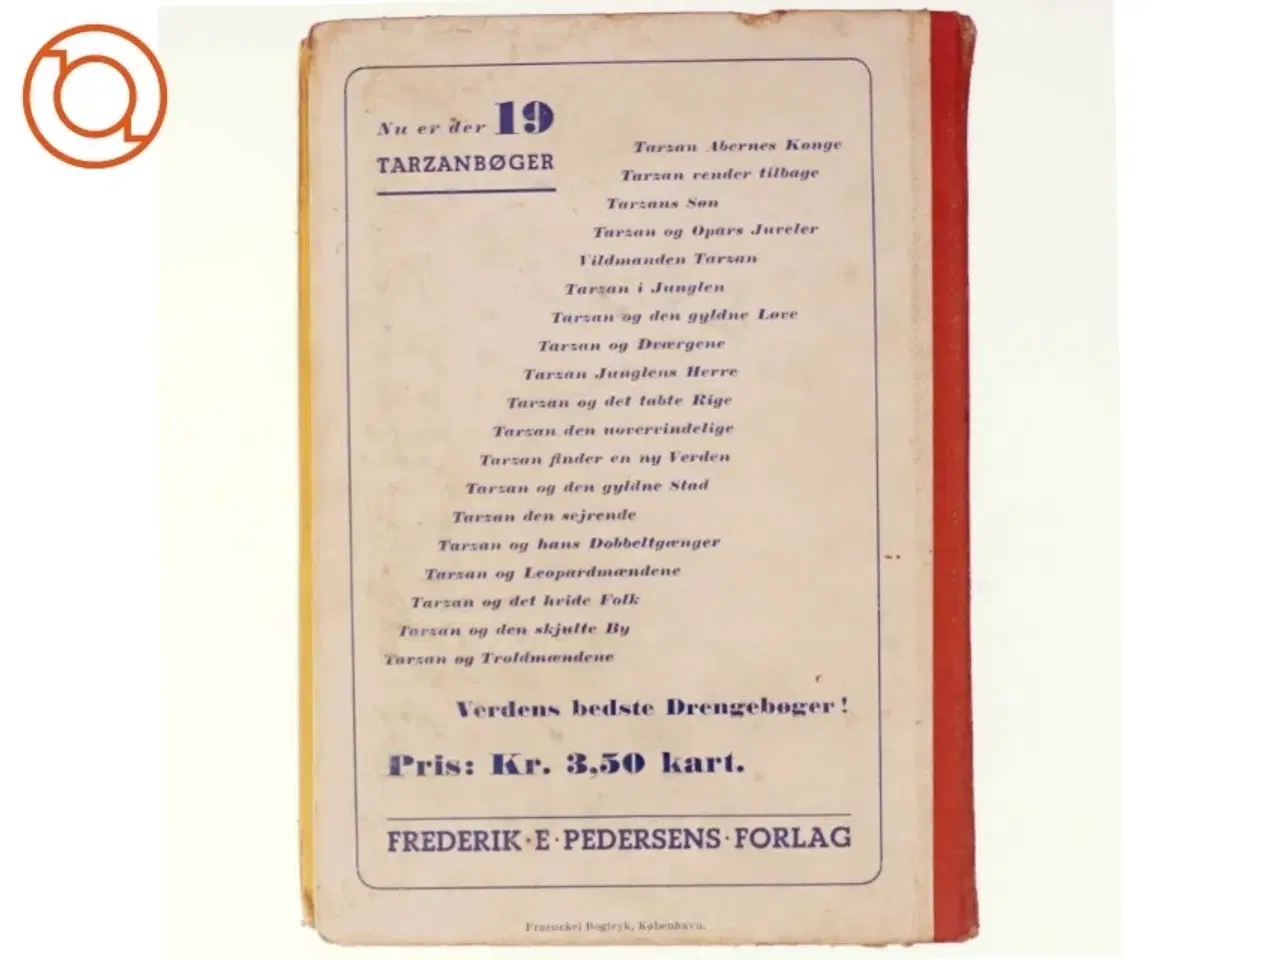 Nu er der 19
TARZANBØGER
Tarzan Abernes Konge
Tarzan vender tilbage
Tarzans Søn
Tarzan og Opars Juveler
Vildmanden Tarzan
Tarzan i Junglen
Tarzan og den gyldne Løve
Tarzan og Dværgene
Tarzan Junglens Herre
Tarzan og det tabte Rige
Tarzan den uovervindelige
Tarzan finder en ny Verden
Tarzan og den gyldne Stad
Tarzan den sejrende
Tarzan og hans Dobbeltgænger
Tarzan og Leopardmændene
Tarzan og det hvide Folk
Tarzan og den skjulte By
Tarzan og Troldmændene
Verdens bedste Drengebøger!
Pris: Kr. 3,50 kart.
FREDERIK · E · PEDERSENS · FORLAG
Fraenckel Bogtryk, København.